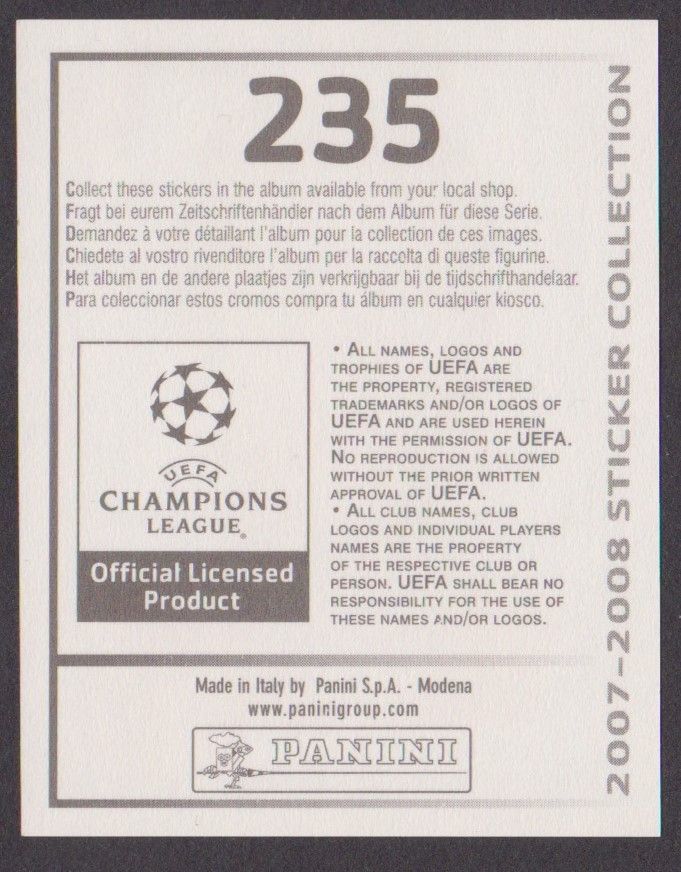 235
Collect these stickers in the album available from your local shop.
Fragt bei eurem Zeitschriftenhändler nach dem Album für diese Serie.
Demandez à votre détaillant l'album pour la collection de ces images.
Chiedete al vostro rivenditore l'album per la raccolta di queste figurine.
Het album en de andere plaatjes zijn verkrijgbaar bij de tijdschrifthandelaar.
Para coleccionar estos cromos compra tu álbum en cualquier kiosco.
UEFA
CHAMPIONS
LEAGUE®
Official Licensed
Product
• ALL NAMES, LOGOS AND
TROPHIES OF UEFA ARE
THE PROPERTY, REGISTERED
TRADEMARKS AND/OR LOGOS OF
UEFA AND ARE USED HEREIN
WITH THE PERMISSION OF UEFA.
NO REPRODUCTION IS ALLOWED
WITHOUT THE PRIOR WRITTEN
APPROVAL OF UEFA.
• ALL CLUB NAMES, CLUB
LOGOS AND INDIVIDUAL PLAYERS
NAMES ARE THE PROPERTY
OF THE RESPECTIVE CLUB OR
PERSON. UEFA SHALL BEAR NO
RESPONSIBILITY FOR THE USE OF
THESE NAMES AND/OR LOGOS.
Made in Italy by Panini S.p.A. - Modena
www.paninigroup.com
PANINI
2007-2008 STICKER COLLECTION